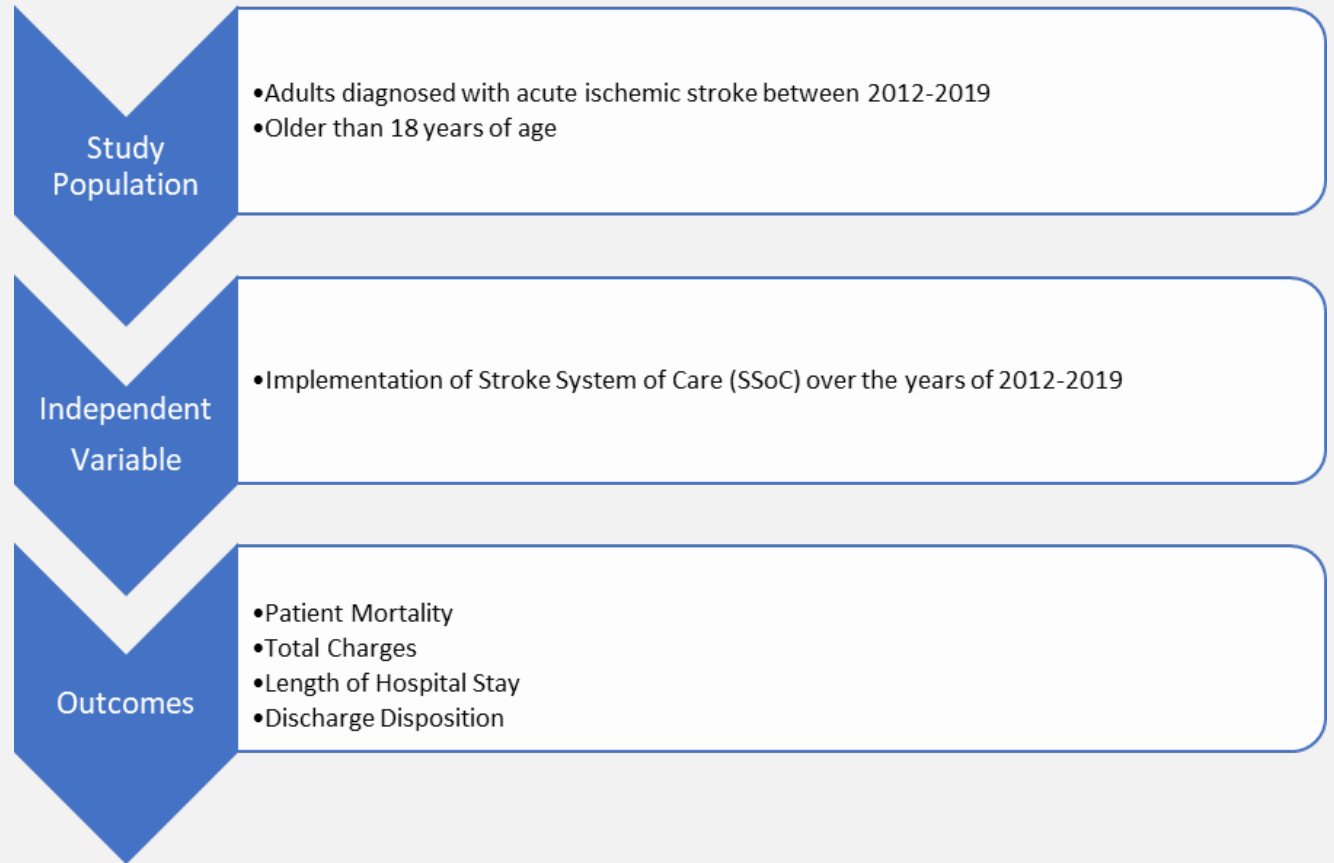 Study
Population
•Adults diagnosed with acute ischemic stroke between 2012-2019
•Older than 18 years of age
Independent
Variable
•Implementation of Stroke System of Care (SSoC) over the years of 2012-2019
Outcomes
•Patient Mortality
•Total Charges
•Length of Hospital Stay
•Discharge Disposition